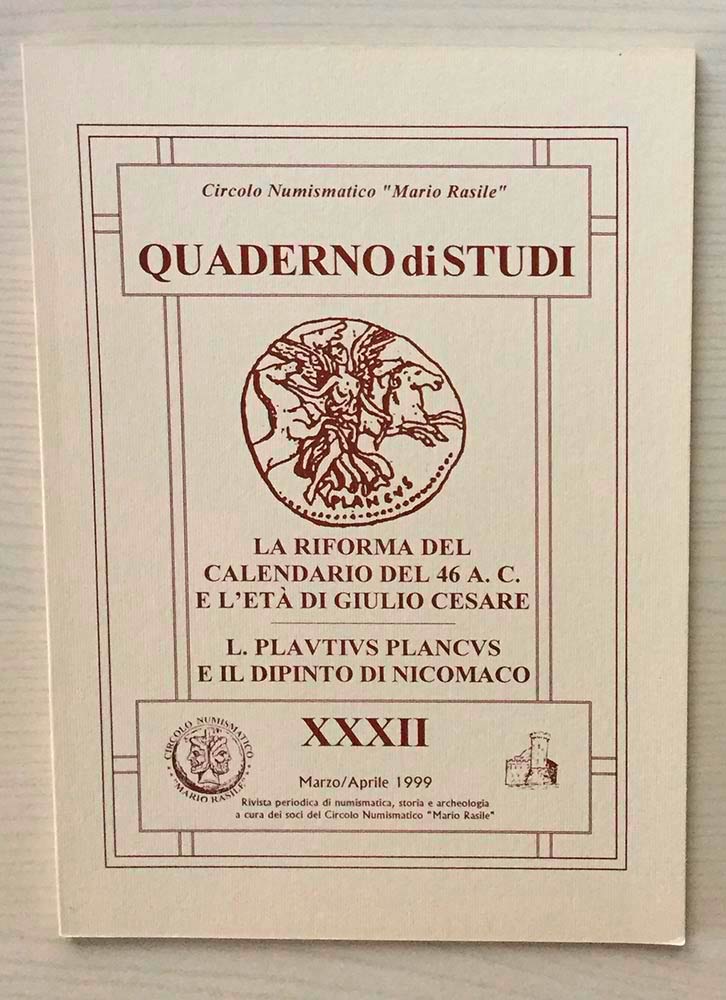 Circolo Numismatico "Mario Rasile"
QUADERNO di STUDI
PLANCVS
LA RIFORMA DEL
CALENDARIO DEL 46 A. C.
E L'ETÀ DI GIULIO CESARE
L. PLAVTIVS PLANCVS
E IL DIPINTO DI NICOMACO
XXXII
CIRCOLO NUMISMATICO
"MARIO RASILE"
Marzo/Aprile 1999
Rivista periodica di numismatica, storia e archeologia
a cura dei soci del Circolo Numismatico "Mario Rasile"